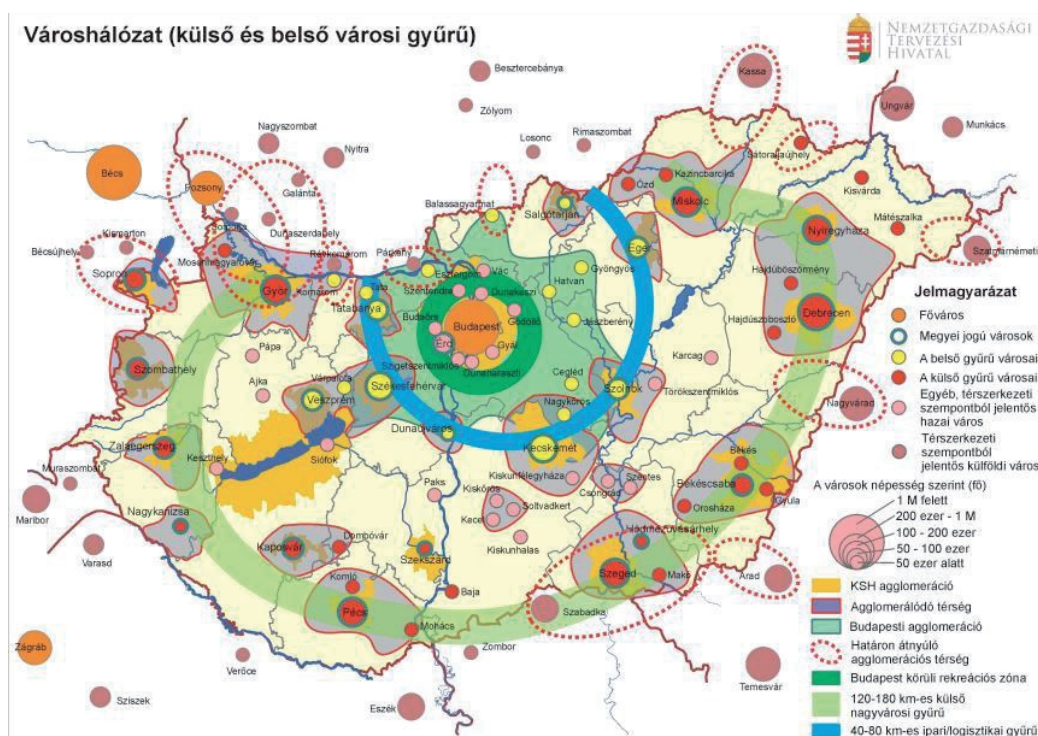 Városhálózat (külső és belső városi gyűrű)
NEMZETGAZDASÁGI
TERVEZÉSI
HIVATAL
Besztercebánya
Kassa
Zólyom
Ungvár
Munkács
Nagyszombat
Nyitra
Losonc
Rimaszombat
Sátoraljaújhely
Bécs
Pozsony
Galánta
Balassagyarmat
Salgótarján
Ózd
Kazincbarcika
Miskolc
Kisvárda
Somorja
Dunaszerdahely
Kismarton
Bécsújhely
Mosonmagyaróvár
Révkomárom
Párkány
Eger
Nyíregyháza
Mátészalka
Szatmárnémeti
Sopron
Győr
Komárom
Tata
Tatabánya
Esztergom
Vác
Szentendre
Dunakeszi
Gyöngyös
Hatvan
Hajdúböszörmény
Budaörs
Budapest
Gödöllő
Jászberény
Debrecen
Hajdúszoboszló
Érd
Gyál
Pápa
Szigetszentmiklós
Dunaharaszti
Karcag
Szombathely
Ajka
Várpalota
Székesfehérvár
Cegléd
Szolnok
Törökszentmiklós
Nagyvárad
Veszprém
Nagykőrös
Dunaújváros
Zalaegerszeg
Keszthely
Siófok
Kecskemét
Békés
Muraszombat
Kiskunfélegyháza
Szentes
Csongrád
Békéscsaba
Gyula
Maribor
Nagykanizsa
Paks
Kiskőrös
Soltvadkert
Orosháza
Kecel
Varasd
Kaposvár
Dombóvár
Szekszárd
Kiskunhalas
Hódmezővásárhely
Komló
Szeged
Makó
Arad
Baja
Pécs
Szabadka
Mohács
Zágráb
Verőce
Zombor
Temesvár
Sziszek
Eszék
Jelmagyarázat
Főváros
Megyei jogú városok
A belső gyűrű városai
A külső gyűrű városai
Egyéb, térszerkezeti
szempontból jelentős
hazai város
Térszerkezeti
szempontból
jelentős külföldi város
A városok népesség szerint (fő)
1 M felett
200 ezer - 1 M
100 - 200 ezer
50 - 100 ezer
50 ezer alatt
KSH agglomeráció
Agglomerálódó térség
Budapesti agglomeráció
Határon átnyúló
agglomerációs térség
Budapest körüli rekreációs zóna
120-180 km-es külső
nagyvárosi gyűrű
40-80 km-es ipari/logisztikai gyűrű